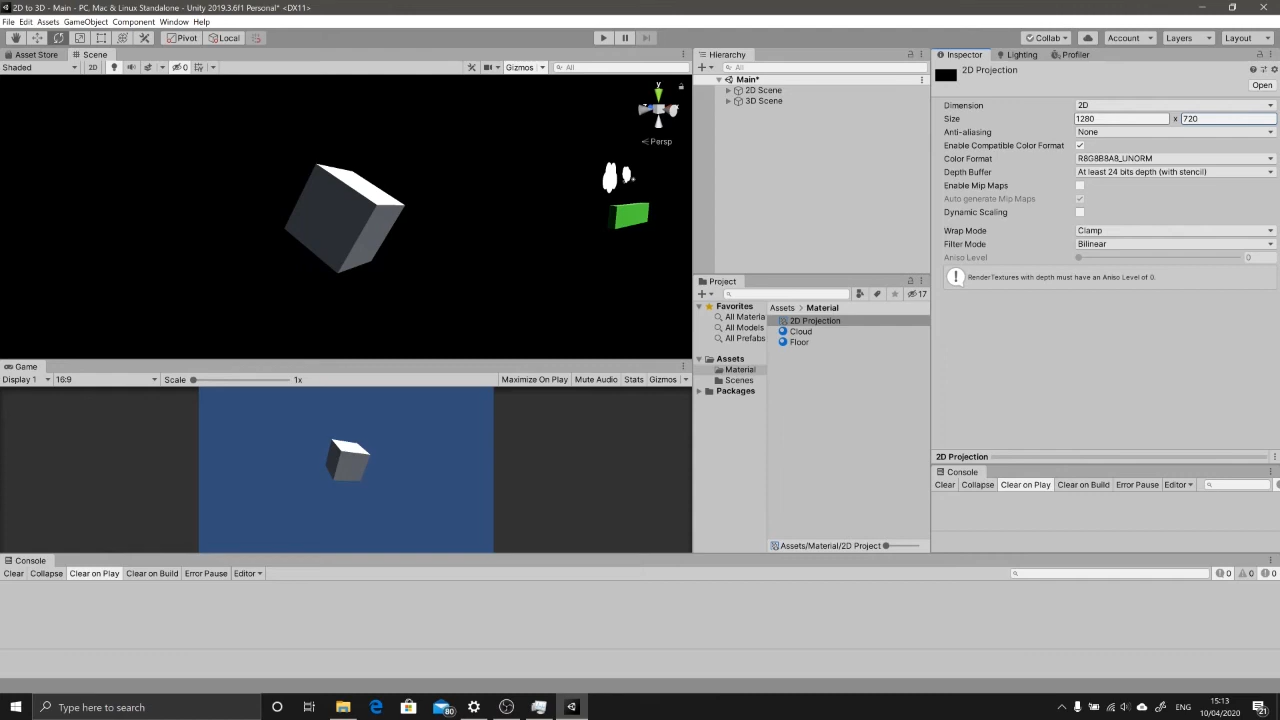 2D to 3D - Main - PC, Mac & Linux Standalone - Unity 2019.3.6f1 Personal* <DX11>
File Edit Assets GameObject Component Window Help
Pivot Local Collab Account Layers Layout
Asset Store Scene
Shaded 2D 0 Gizmos All
y
x
Persp
Game
Display 1 16:9 Scale 1x Maximize On Play Mute Audio Stats Gizmos
Hierarchy
All
Main*
2D Scene
3D Scene
Project
17
Favorites
All Materia
All Models
All Prefabs
Assets
Material
Scenes
Packages
Assets > Material
2D Projection
Cloud
Floor
Assets/Material/2D Project
Inspector Lighting Profiler
2D Projection
Open
Dimension 2D
Size 1280 x 720
Anti-aliasing None
Enable Compatible Color Format
Color Format R8G8B8A8_UNORM
Depth Buffer At least 24 bits depth (with stencil)
Enable Mip Maps
Auto generate Mip Maps
Dynamic Scaling
Wrap Mode Clamp
Filter Mode Bilinear
Aniso Level 0
RenderTextures with depth must have an Aniso Level of 0.
2D Projection
Console
Clear Collapse Clear on Play Clear on Build Error Pause Editor
Console
Clear Collapse Clear on Play Clear on Build Error Pause Editor 0 0 0
Type here to search 80 ENG 15:13
10/04/2020 21